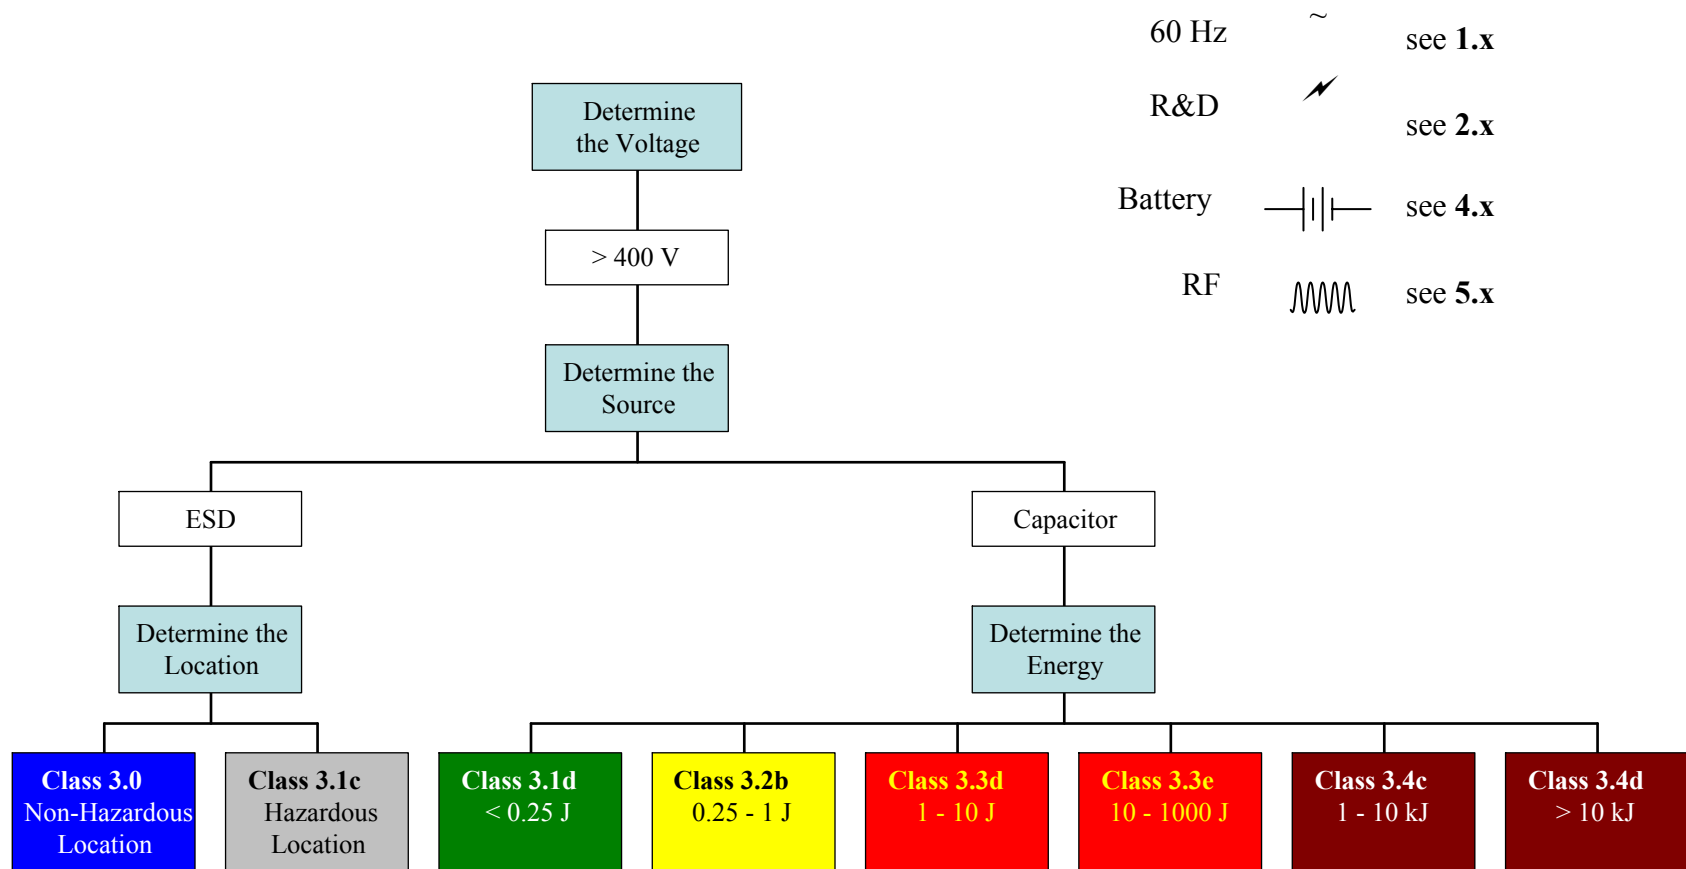 60 Hz ~ see 1.x
R&D see 2.x
Battery see 4.x
RF see 5.x
Determine
the Voltage
> 400 V
Determine the
Source
ESD
Capacitor
Determine the
Location
Determine the
Energy
Class 3.0
Non-Hazardous
Location
Class 3.1c
Hazardous
Location
Class 3.1d
< 0.25 J
Class 3.2b
0.25 - 1 J
Class 3.3d
1 - 10 J
Class 3.3e
10 - 1000 J
Class 3.4c
1 - 10 kJ
Class 3.4d
> 10 kJ